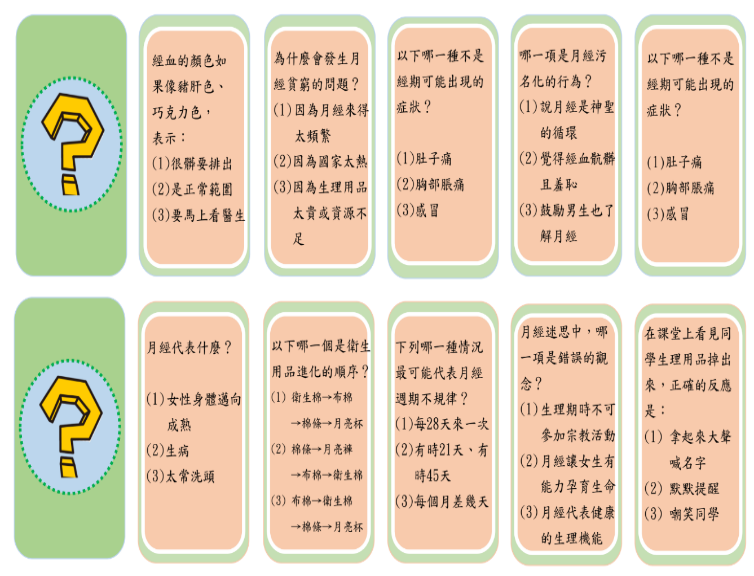 經血的顏色如
果像豬肝色、
巧克力色，
表示：
(1)很髒要排出
(2)是正常範圍
(3)要馬上看醫生
為什麼會發生月
經貧窮的問題？
(1)因為月經來得
太頻繁
(2)因為國家太熱
(3)因為生理用品
太貴或資源不
足
以下哪一種不是
經期可能出現的
症狀？
(1)肚子痛
(2)胸部脹痛
(3)感冒
哪一項是月經污
名化的行為？
(1)說月經是神聖
的循環
(2)覺得經血骯髒
且羞恥
(3)鼓勵男生也了
解月經
以下哪一種不是
經期可能出現的
症狀？
(1)肚子痛
(2)胸部脹痛
(3)感冒
月經代表什麼？
(1)女性身體邁向
成熟
(2)生病
(3)太常洗頭
以下哪一個是衛生
用品進化的順序？
(1) 衛生棉→布棉
→棉條→月亮杯
(2) 棉條→月亮褲
→布棉→衛生棉
(3) 布棉→衛生棉
→棉條→月亮杯
下列哪一種情況
最可能代表月經
週期不規律？
(1)每28天來一次
(2)有時21天、有
時45天
(3)每個月差幾天
月經迷思中，哪
一項是錯誤的觀
念？
(1)生理期時不可
參加宗教活動
(2)月經讓女生有
能力孕育生命
(3)月經代表健康
的生理機能
在課堂上看見同
學生理用品掉出
來，正確的反應
是：
(1) 拿起來大聲
喊名字
(2) 默默提醒
(3) 嘲笑同學